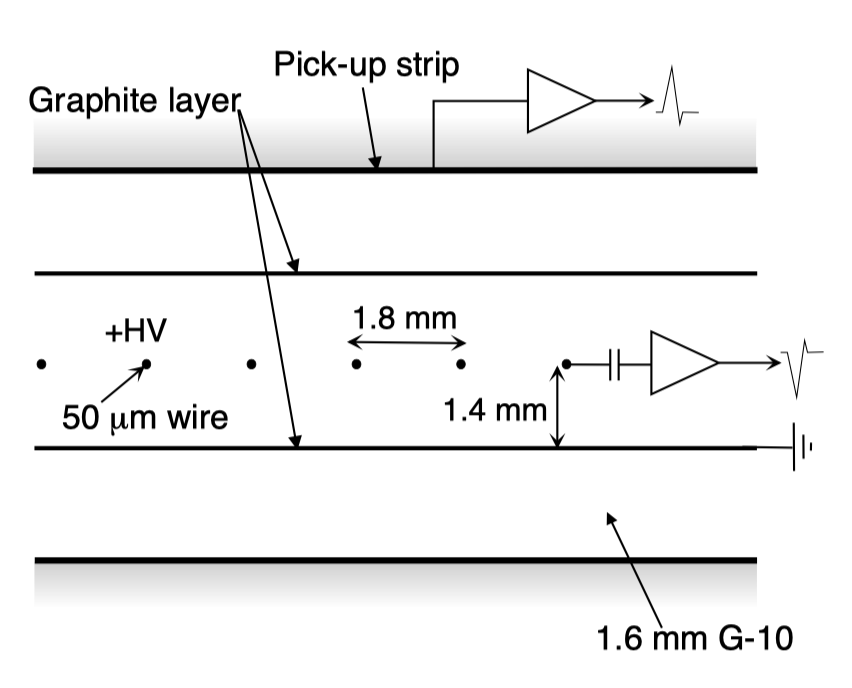 Pick-up strip
Graphite layer
1.8 mm
+HV
50 μm wire
1.4 mm
1.6 mm G-10